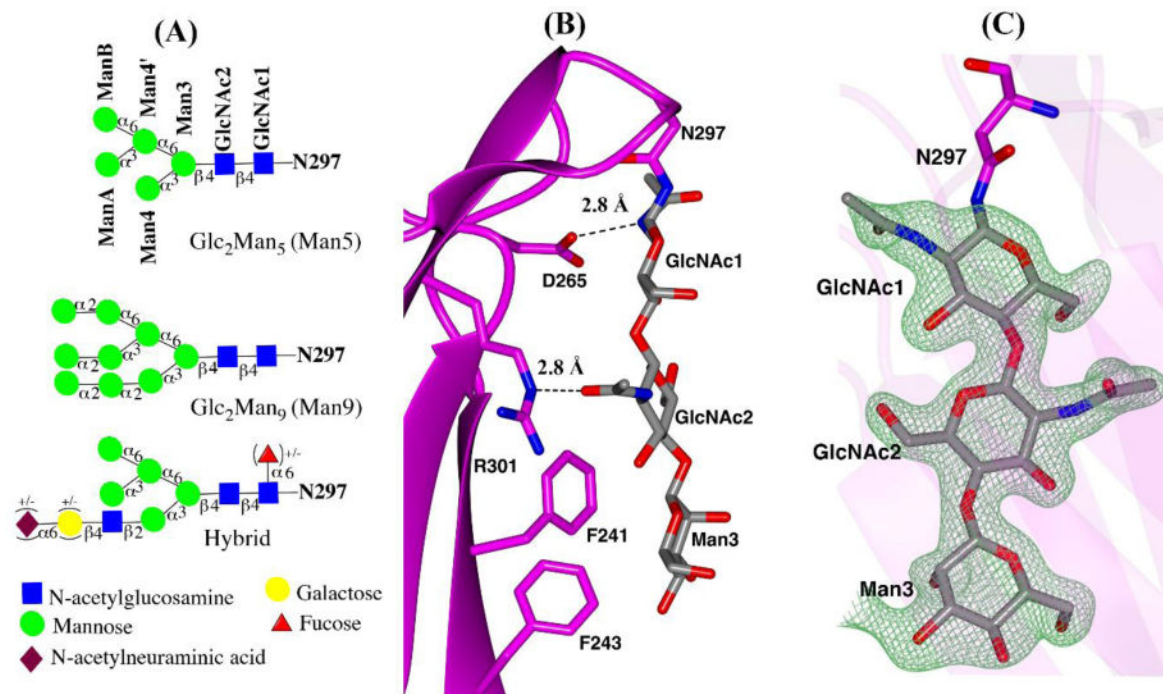 (A)
ManB
Man4'
Man3
GlcNAc2
GlcNAc1
α6
α6
α3
α3
β4
β4
N297
ManA
Man4
Glc₂Man₅ (Man5)
α2
α6
α6
α2
α3
α3
α2
α2
β4
β4
N297
Glc₂Man₉ (Man9)
( )+/-
α6
α6
α6
α3
α3
β4
β4
N297
+/-
+/-
( α6 ( ) β4
β2
Hybrid
N-acetylglucosamine
Galactose
Mannose
Fucose
N-acetylneuraminic acid
(B)
N297
2.8 Å
D265
GlcNAc1
2.8 Å
GlcNAc2
R301
F241
Man3
F243
(C)
N297
GlcNAc1
GlcNAc2
Man3